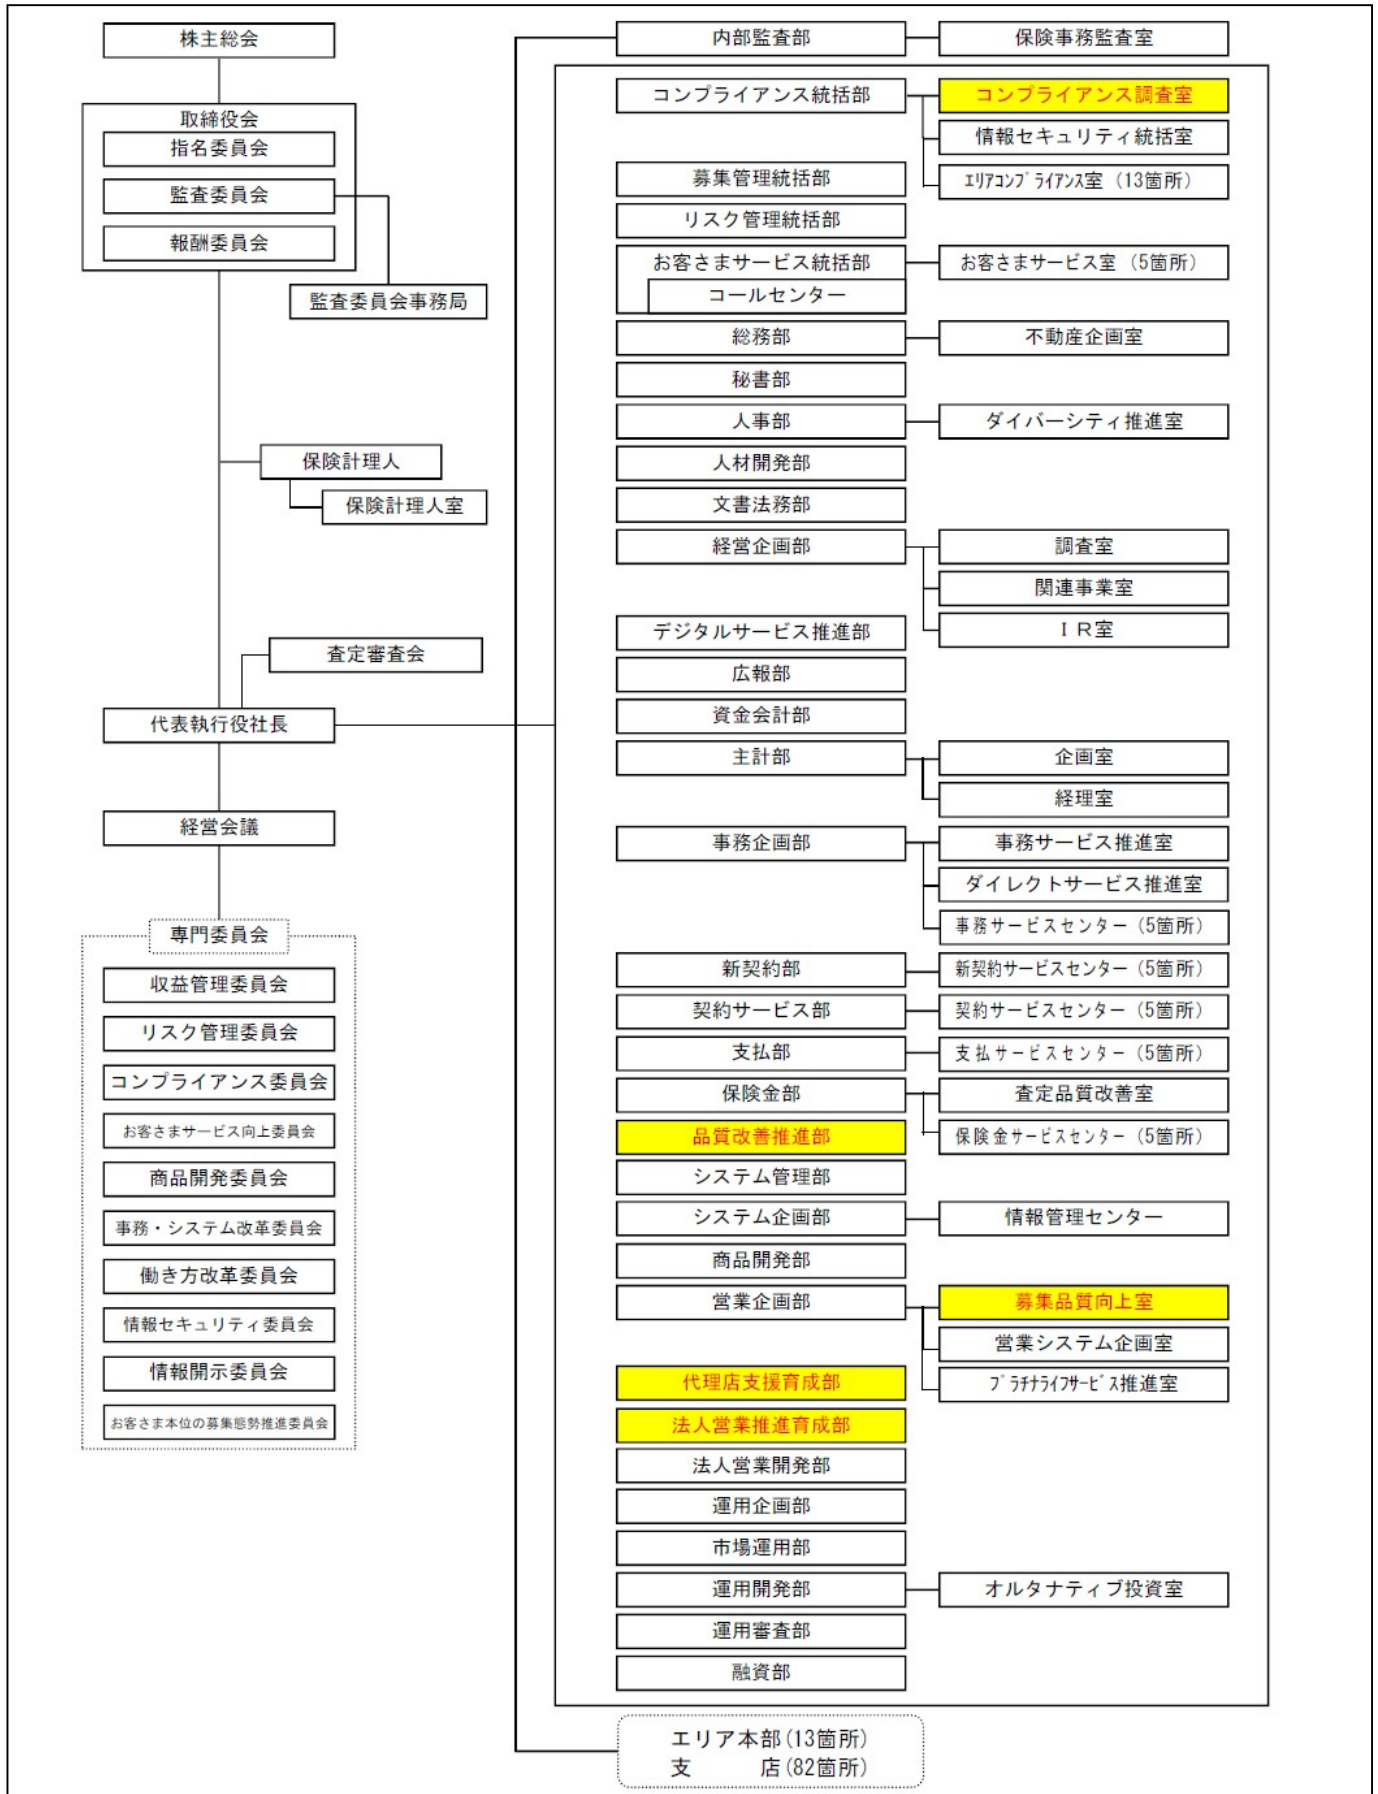 株主総会
取締役会
指名委員会
監査委員会
報酬委員会
監査委員会事務局
保険計理人
保険計理人室
査定審査会
代表執行役社長
経営会議
専門委員会
収益管理委員会
リスク管理委員会
コンプライアンス委員会
お客さまサービス向上委員会
商品開発委員会
事務・システム改革委員会
働き方改革委員会
情報セキュリティ委員会
情報開示委員会
お客さま本位の募集態勢推進委員会
内部監査部
保険事務監査室
コンプライアンス統括部
コンプライアンス調査室
情報セキュリティ統括室
エリアコンプライアンス室（13箇所）
募集管理統括部
リスク管理統括部
お客さまサービス統括部
お客さまサービス室（5箇所）
コールセンター
総務部
不動産企画室
秘書部
人事部
ダイバーシティ推進室
人材開発部
文書法務部
経営企画部
調査室
関連事業室
ＩＲ室
デジタルサービス推進部
広報部
資金会計部
主計部
企画室
経理室
事務企画部
事務サービス推進室
ダイレクトサービス推進室
事務サービスセンター（5箇所）
新契約部
新契約サービスセンター（5箇所）
契約サービス部
契約サービスセンター（5箇所）
支払部
支払サービスセンター（5箇所）
保険金部
査定品質改善室
保険金サービスセンター（5箇所）
品質改善推進部
システム管理部
システム企画部
情報管理センター
商品開発部
営業企画部
募集品質向上室
営業システム企画室
プラチナライフサービス推進室
代理店支援育成部
法人営業推進育成部
法人営業開発部
運用企画部
市場運用部
運用開発部
オルタナティブ投資室
運用審査部
融資部
エリア本部(13箇所)
支　　　店(82箇所)